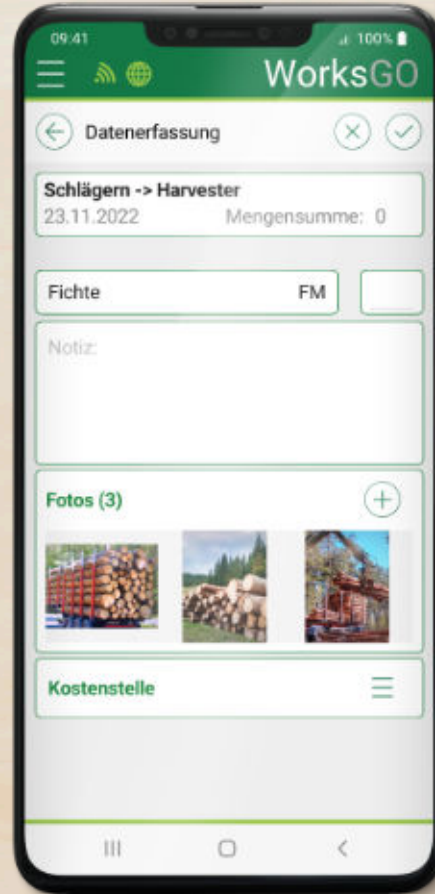 09:41
100%
WorksGO
Datenerfassung
Schlägern -> Harvester
23.11.2022 Mengensumme: 0
Fichte FM
Notiz:
Fotos (3)
Kostenstelle